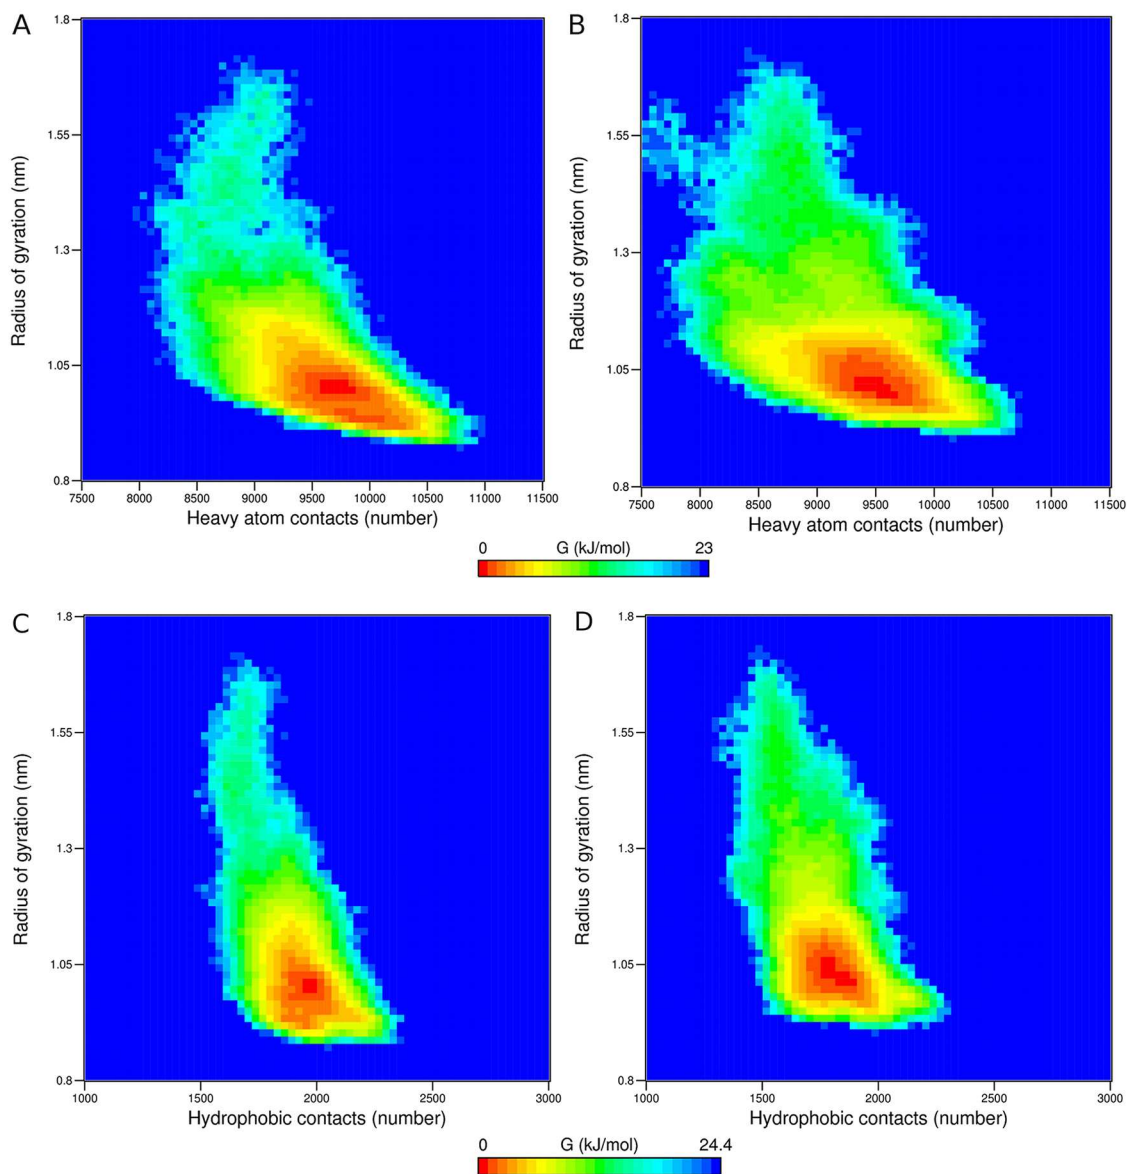 A
B
1.8
1.55
1.3
1.05
0.8
Radius of gyration (nm)
7500 8000 8500 9000 9500 10000 10500 11000 11500
Heavy atom contacts (number)
1.8
1.55
1.3
1.05
0.8
Radius of gyration (nm)
7500 8000 8500 9000 9500 10000 10500 11000 11500
Heavy atom contacts (number)
0 G (kJ/mol) 23
C
D
1.8
1.55
1.3
1.05
0.8
Radius of gyration (nm)
1000 1500 2000 2500 3000
Hydrophobic contacts (number)
1.8
1.55
1.3
1.05
0.8
Radius of gyration (nm)
1000 1500 2000 2500 3000
Hydrophobic contacts (number)
0 G (kJ/mol) 24.4